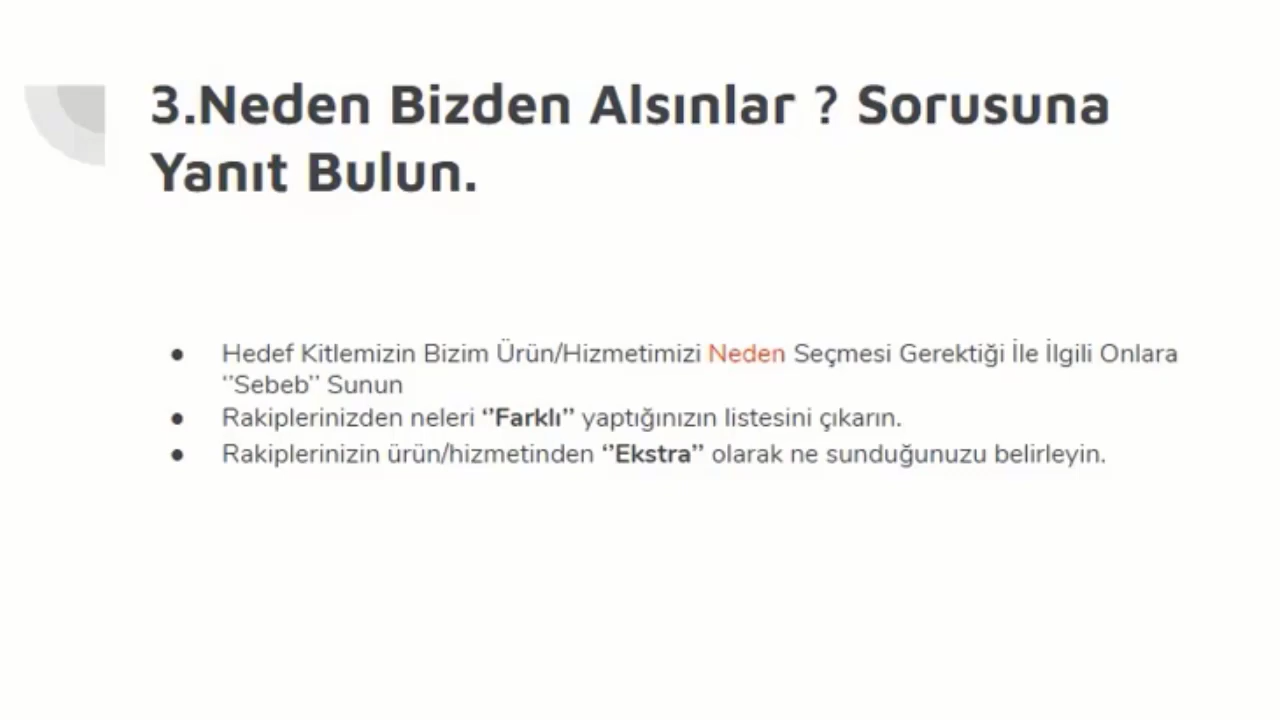 3.Neden Bizden Alsınlar ? Sorusuna
Yanıt Bulun.
● Hedef Kitlemizin Bizim Ürün/Hizmetimizi Neden Seçmesi Gerektiği İle İlgili Onlara
‘’Sebeb’’ Sunun
● Rakiplerinizden neleri ‘’Farklı’’ yaptığınızın listesini çıkarın.
● Rakiplerinizin ürün/hizmetinden ‘’Ekstra’’ olarak ne sunduğunuzu belirleyin.